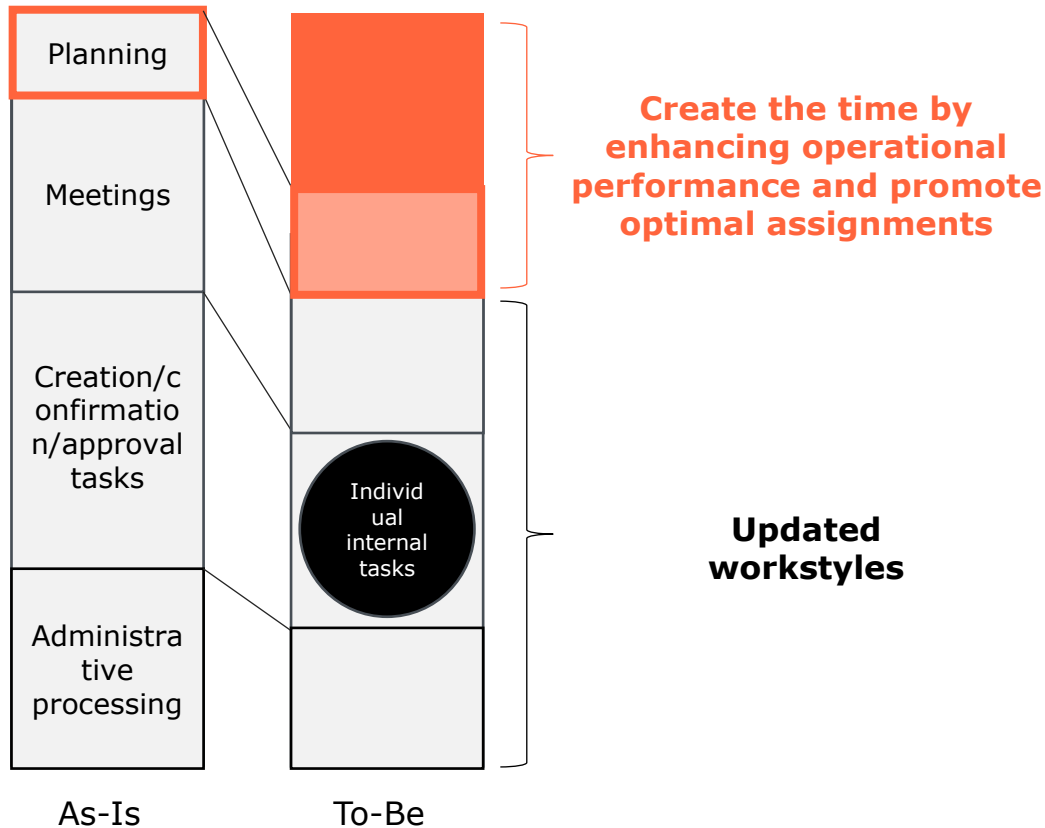 Planning
Meetings
Creation/c
onfirmatio
n/approval
tasks
Administra
tive
processing
As-Is
Individ
ual
internal
tasks
To-Be
Create the time by
enhancing operational
performance and promote
optimal assignments
Updated
workstyles